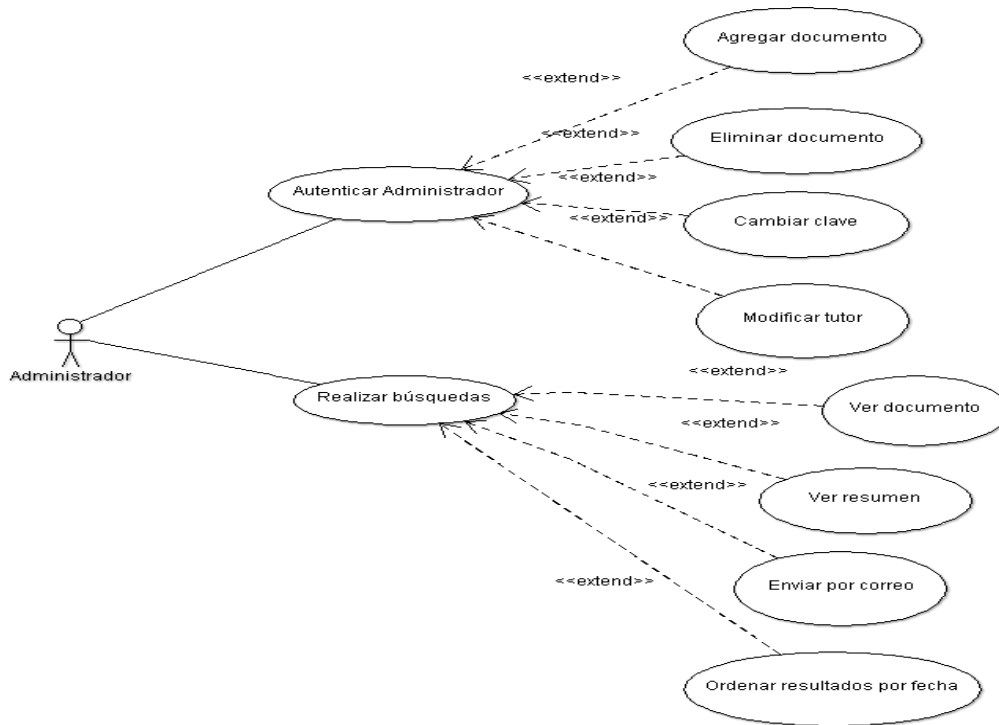 Agregar documento
<<extend>>
<<extend>>
Eliminar documento
<<extend>>
Autenticar Administrador
<<extend>>
Cambiar clave
Modificar tutor
Administrador
<<extend>>
Realizar búsquedas
Ver documento
<<extend>>
<<extend>>
Ver resumen
<<extend>>
Enviar por correo
Ordenar resultados por fecha